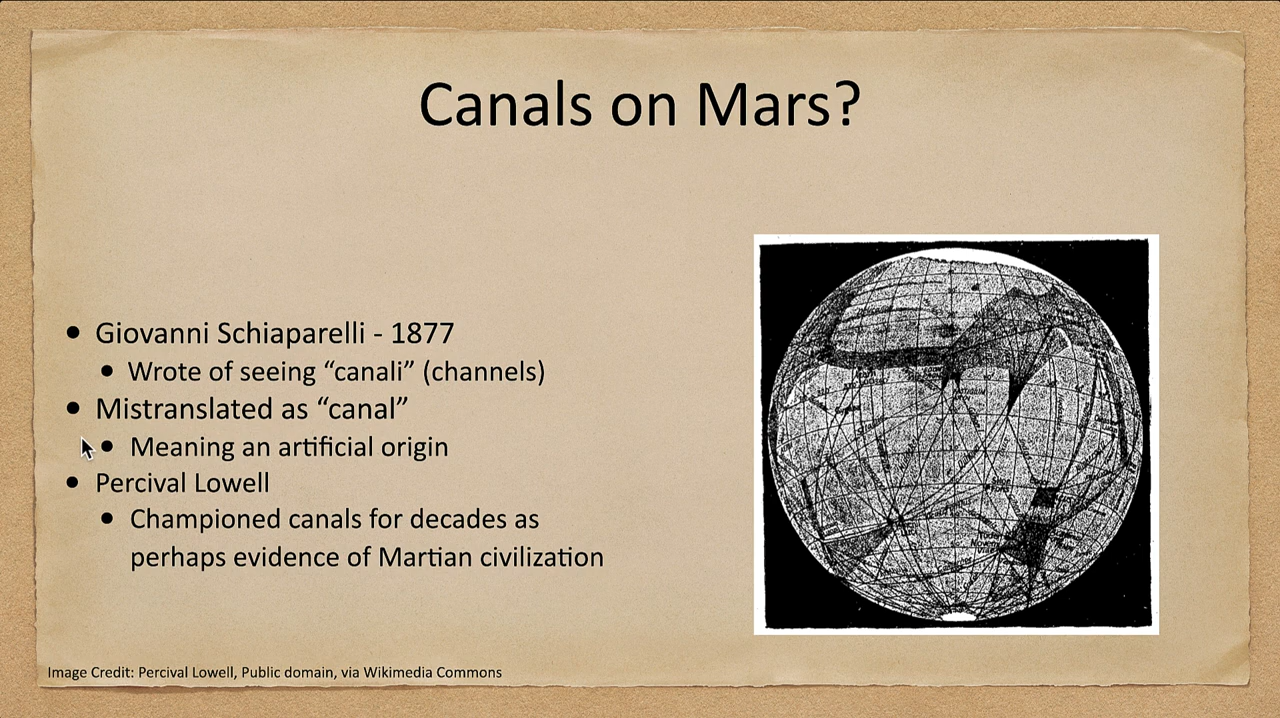 Canals on Mars?
• Giovanni Schiaparelli - 1877
• Wrote of seeing “canali” (channels)
• Mistranslated as “canal”
• Meaning an artificial origin
• Percival Lowell
• Championed canals for decades as
perhaps evidence of Martian civilization
Image Credit: Percival Lowell, Public domain, via Wikimedia Commons